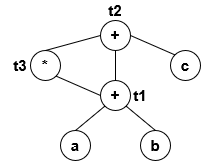 t2
+
t3 * c
+ t1
a b